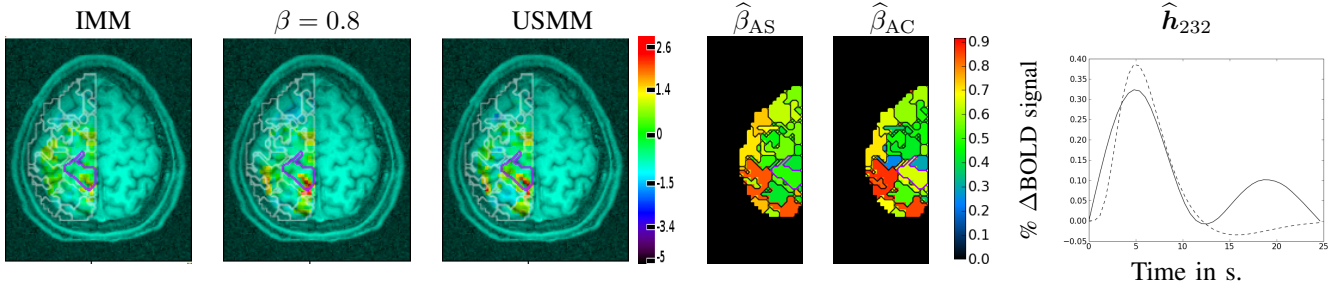 IMM
β = 0.8
USMM
β̂_AS
β̂_AC
ĥ_232
2.6
1.4
0
-1.5
-3.4
-5
0.9
0.8
0.7
0.6
0.5
0.4
0.3
0.2
0.1
0.0
% ΔBOLD signal
0.40
0.35
0.30
0.25
0.20
0.15
0.10
0.05
0.00
−0.05
0 5 10 15 20 25
Time in s.